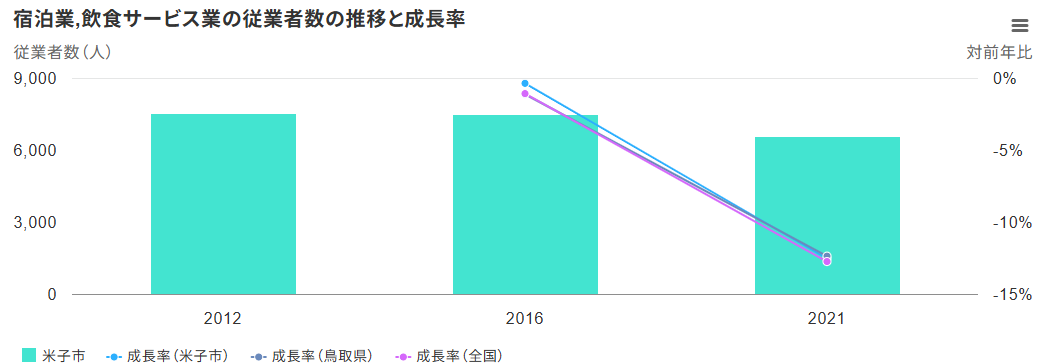 宿泊業,飲食サービス業の従業者数の推移と成長率
従業者数（人） 対前年比
9,000 0%
6,000 -5%
3,000 -10%
0 -15%
2012 2016 2021
米子市 成長率（米子市） 成長率（鳥取県） 成長率（全国）